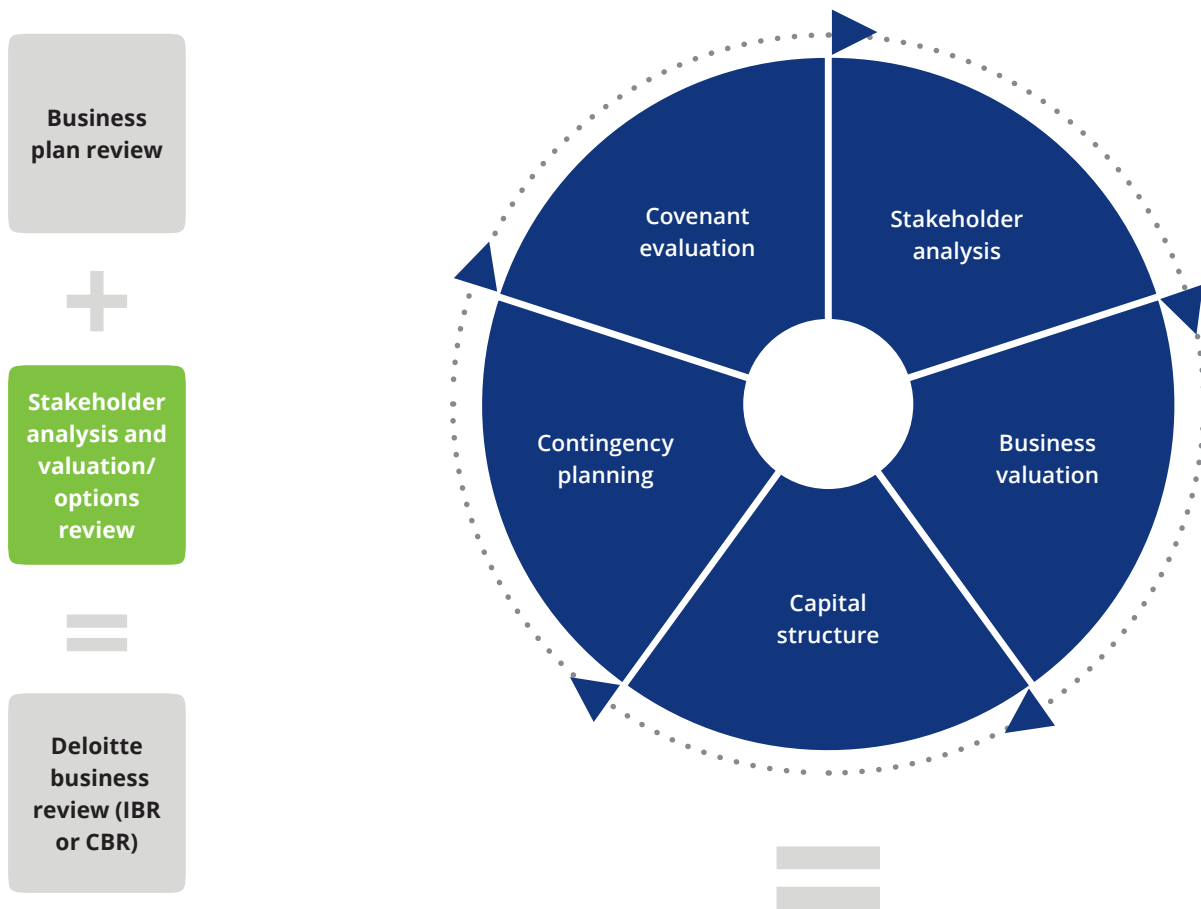 Business
plan review
+
Stakeholder
analysis and
valuation/
options
review
=
Deloitte
business
review (IBR
or CBR)
Covenant
evaluation
Stakeholder
analysis
Contingency
planning
Business
valuation
Capital
structure
=